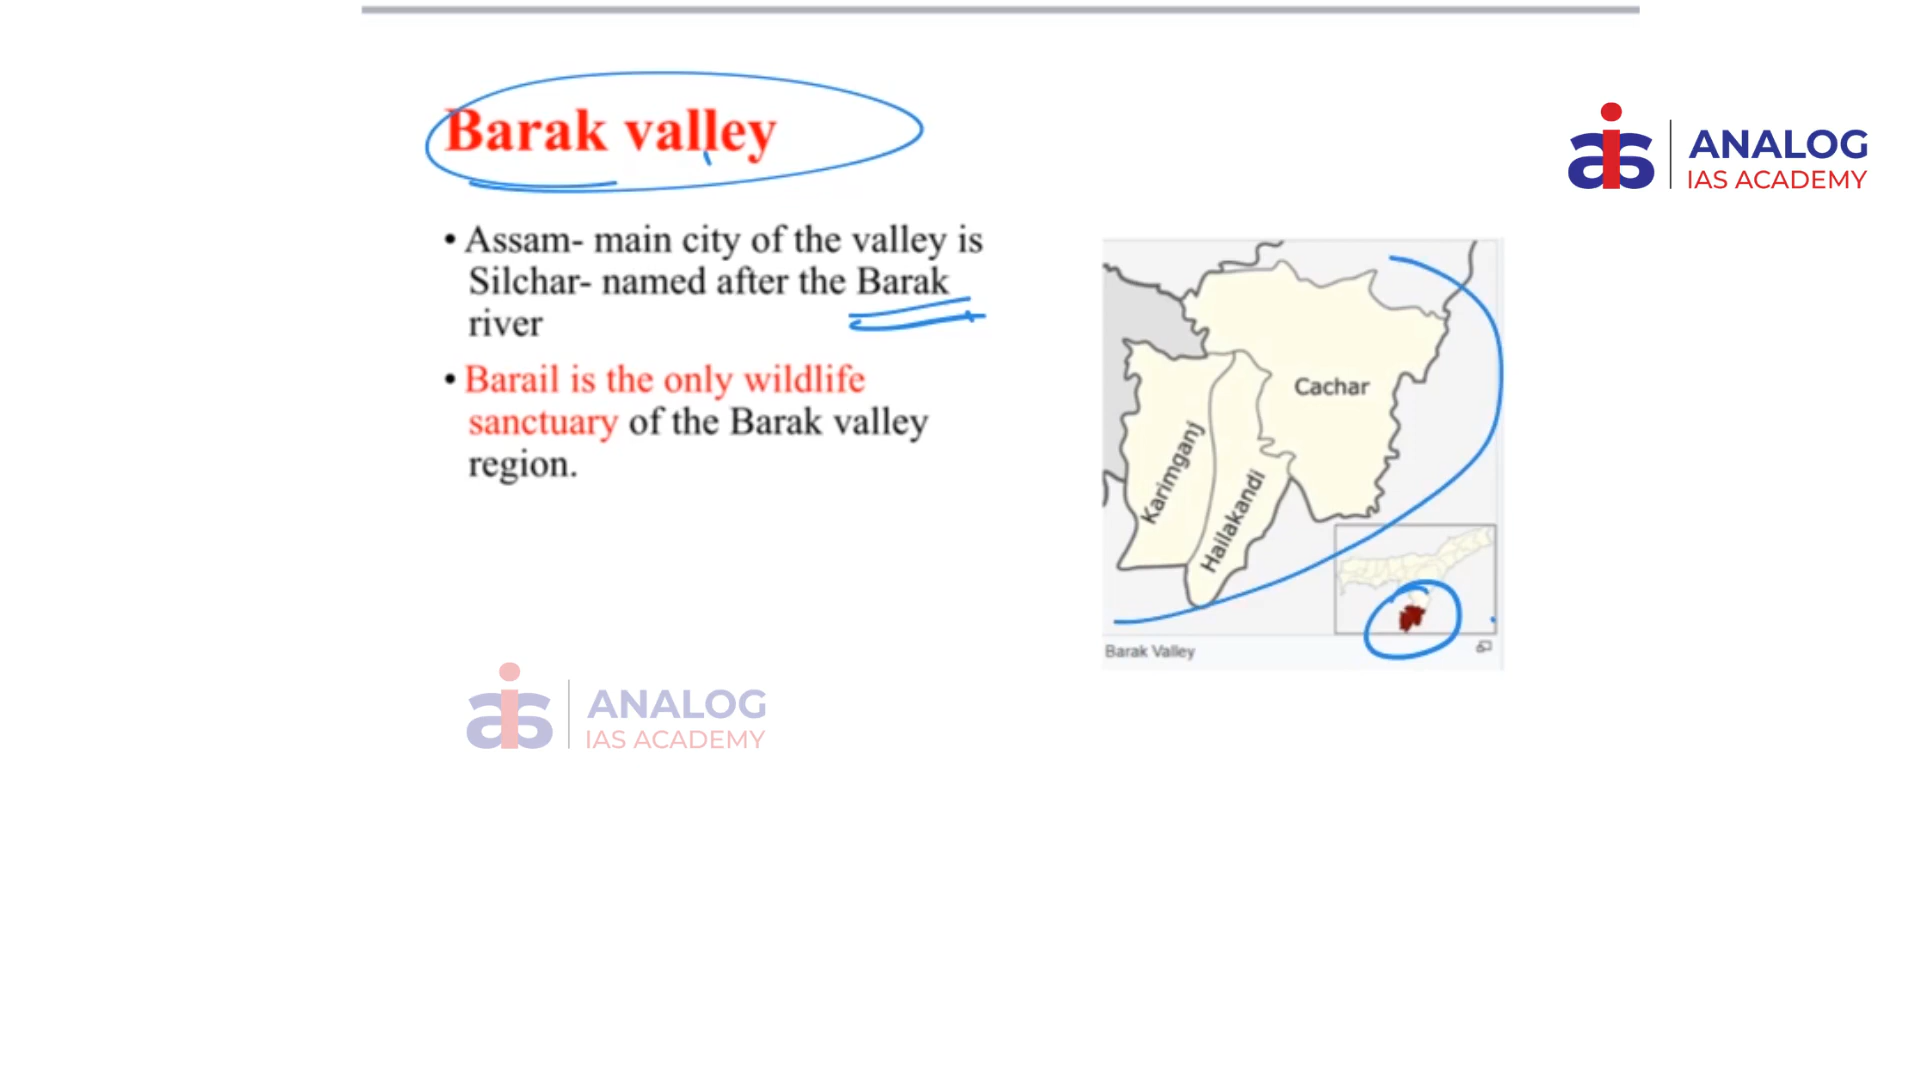 Barak valley
ANALOG
IAS ACADEMY
• Assam- main city of the valley is
Silchar- named after the Barak
river
• Barail is the only wildlife
sanctuary of the Barak valley
region.
Cachar
Karimganj
Hailakandi
Barak Valley
ANALOG
IAS ACADEMY